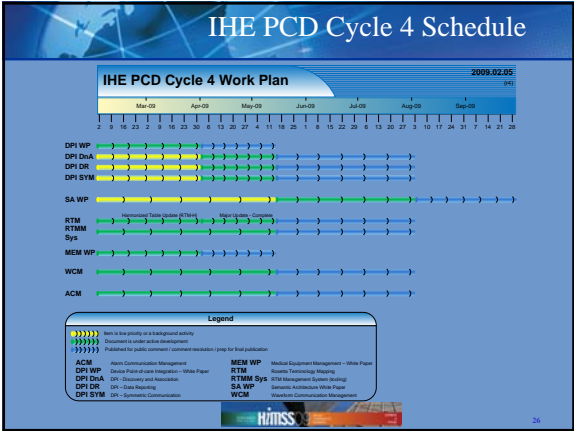 IHE PCD Cycle 4 Schedule
IHE PCD Cycle 4 Work Plan
2009.02.05
Mar-09 Apr-09 May-09 Jun-09 Jul-09 Aug-09 Sep-09
2 9 16 23 2 9 16 23 30 6 13 20 27 4 11 18 25 1 8 15 22 29 6 13 20 27 3 10 17 24 31 7 14 21 28
DPI WP
DPI DnA
DPI DR
DPI SYM
SA WP
Harmonized Table Update (RTM-H) Major Update - Complete
RTM
RTMM
Sys
MEM WP
WCM
ACM
Legend
Item is low priority or a background activity
Document is under active development
Published for public comment / comment resolution / prep for final publication
ACM Alarm Communication Management
DPI WP Device Point-of-care Integration – White Paper
DPI DnA DPI - Discovery and Association
DPI DR DPI – Data Reporting
DPI SYM DPI – Symmetric Communication
MEM WP Medical Equipment Management – White Paper
RTM Rosetta Terminology Mapping
RTMM Sys RTM Management System (tooling)
SA WP Semantic Architecture White Paper
WCM Waveform Communication Management
HIMSS09
26